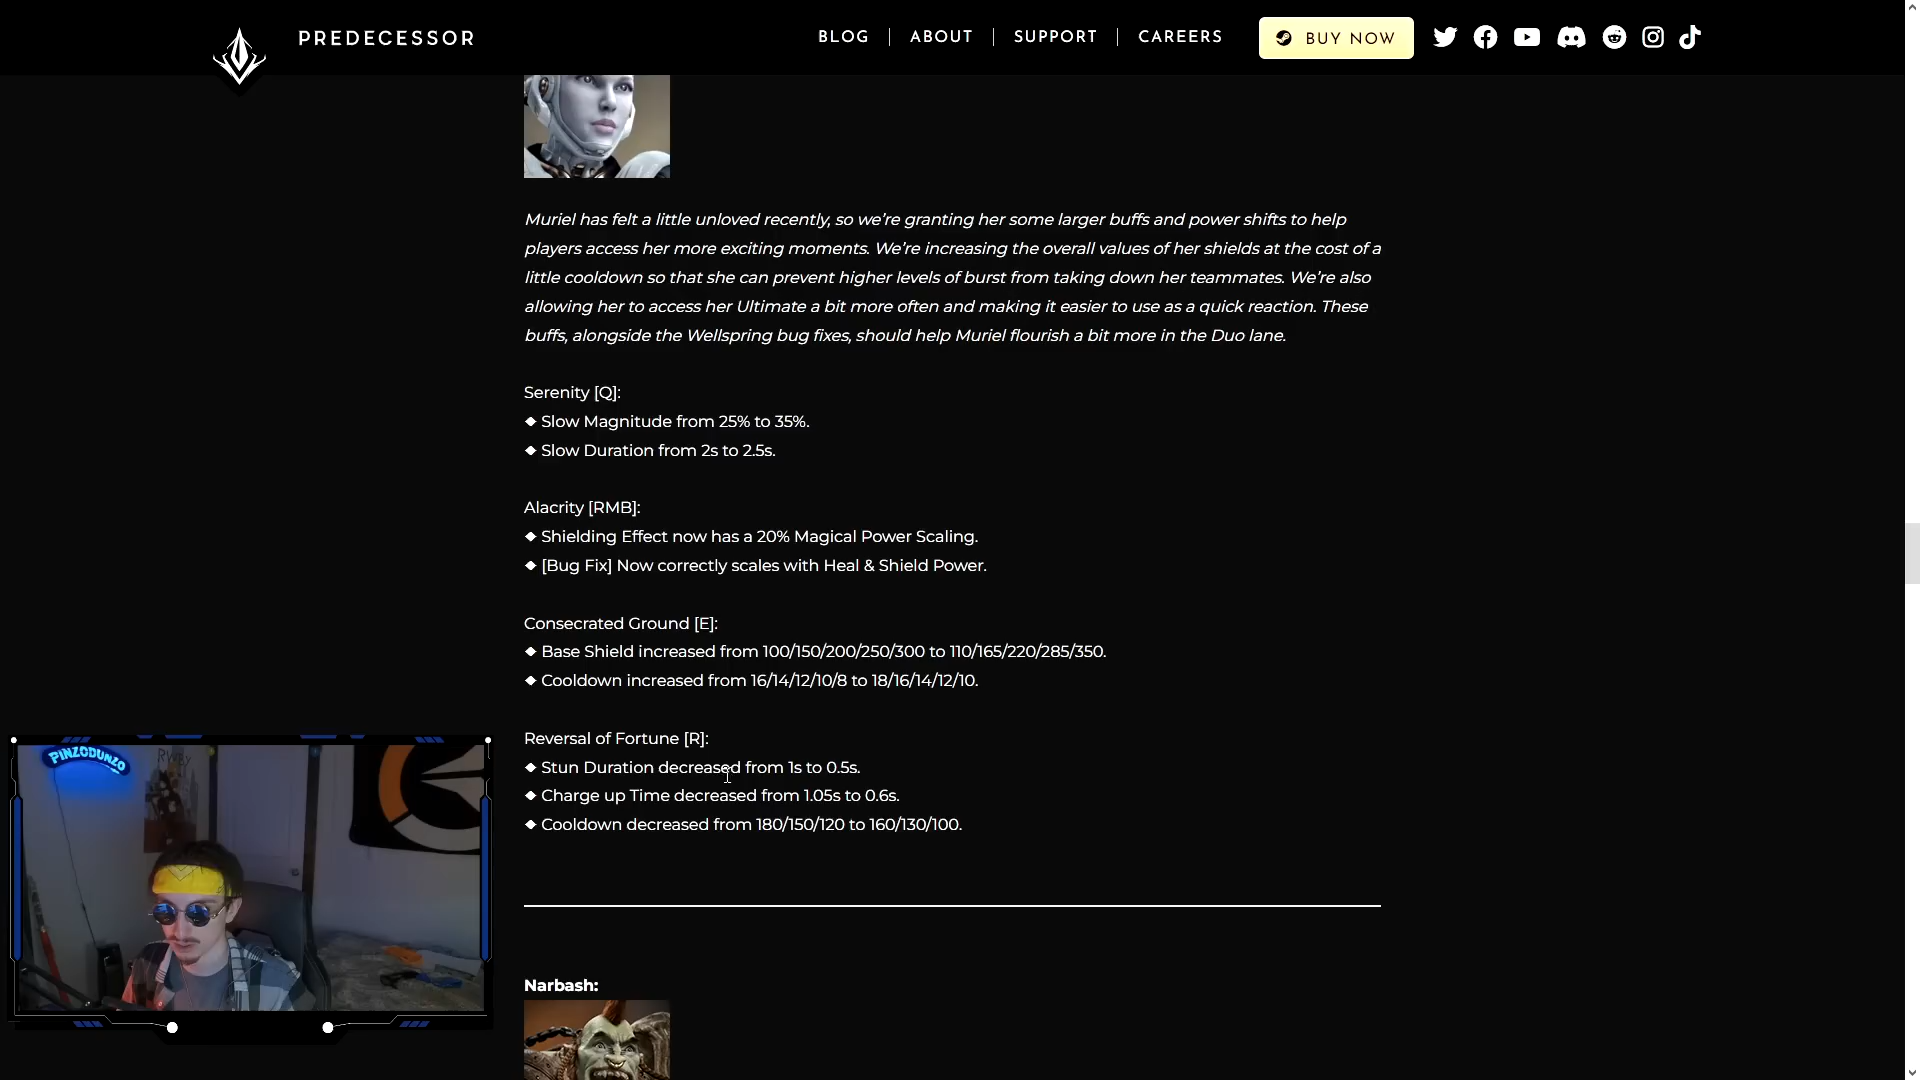 PREDECESSOR
BLOG
ABOUT
SUPPORT
CAREERS
BUY NOW
Muriel has felt a little unloved recently, so we're granting her some larger buffs and power shifts to help
players access her more exciting moments. We're increasing the overall values of her shields at the cost of a
little cooldown so that she can prevent higher levels of burst from taking down her teammates. We're also
allowing her to access her Ultimate a bit more often and making it easier to use as a quick reaction. These
buffs, alongside the Wellspring bug fixes, should help Muriel flourish a bit more in the Duo lane.
Serenity [Q]:
◆ Slow Magnitude from 25% to 35%.
◆ Slow Duration from 2s to 2.5s.
Alacrity [RMB]:
◆ Shielding Effect now has a 20% Magical Power Scaling.
◆ [Bug Fix] Now correctly scales with Heal & Shield Power.
Consecrated Ground [E]:
◆ Base Shield increased from 100/150/200/250/300 to 110/165/220/285/350.
◆ Cooldown increased from 16/14/12/10/8 to 18/16/14/12/10.
Reversal of Fortune [R]:
◆ Stun Duration decreased from 1s to 0.5s.
◆ Charge up Time decreased from 1.05s to 0.6s.
◆ Cooldown decreased from 180/150/120 to 160/130/100.
PINZODUNZO
RWBY
Narbash: